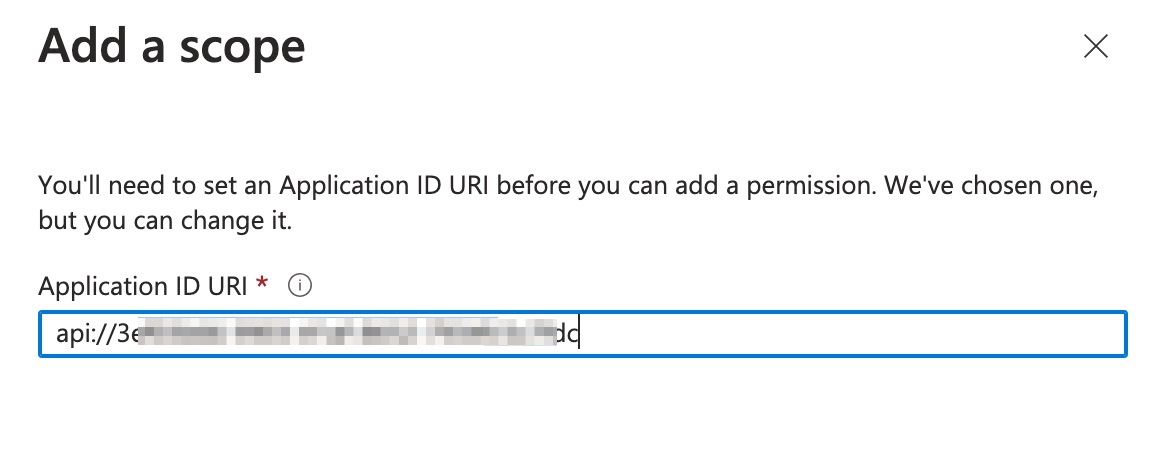 Add a scope
You'll need to set an Application ID URI before you can add a permission. We've chosen one,
but you can change it.
Application ID URI *
api://3e dc